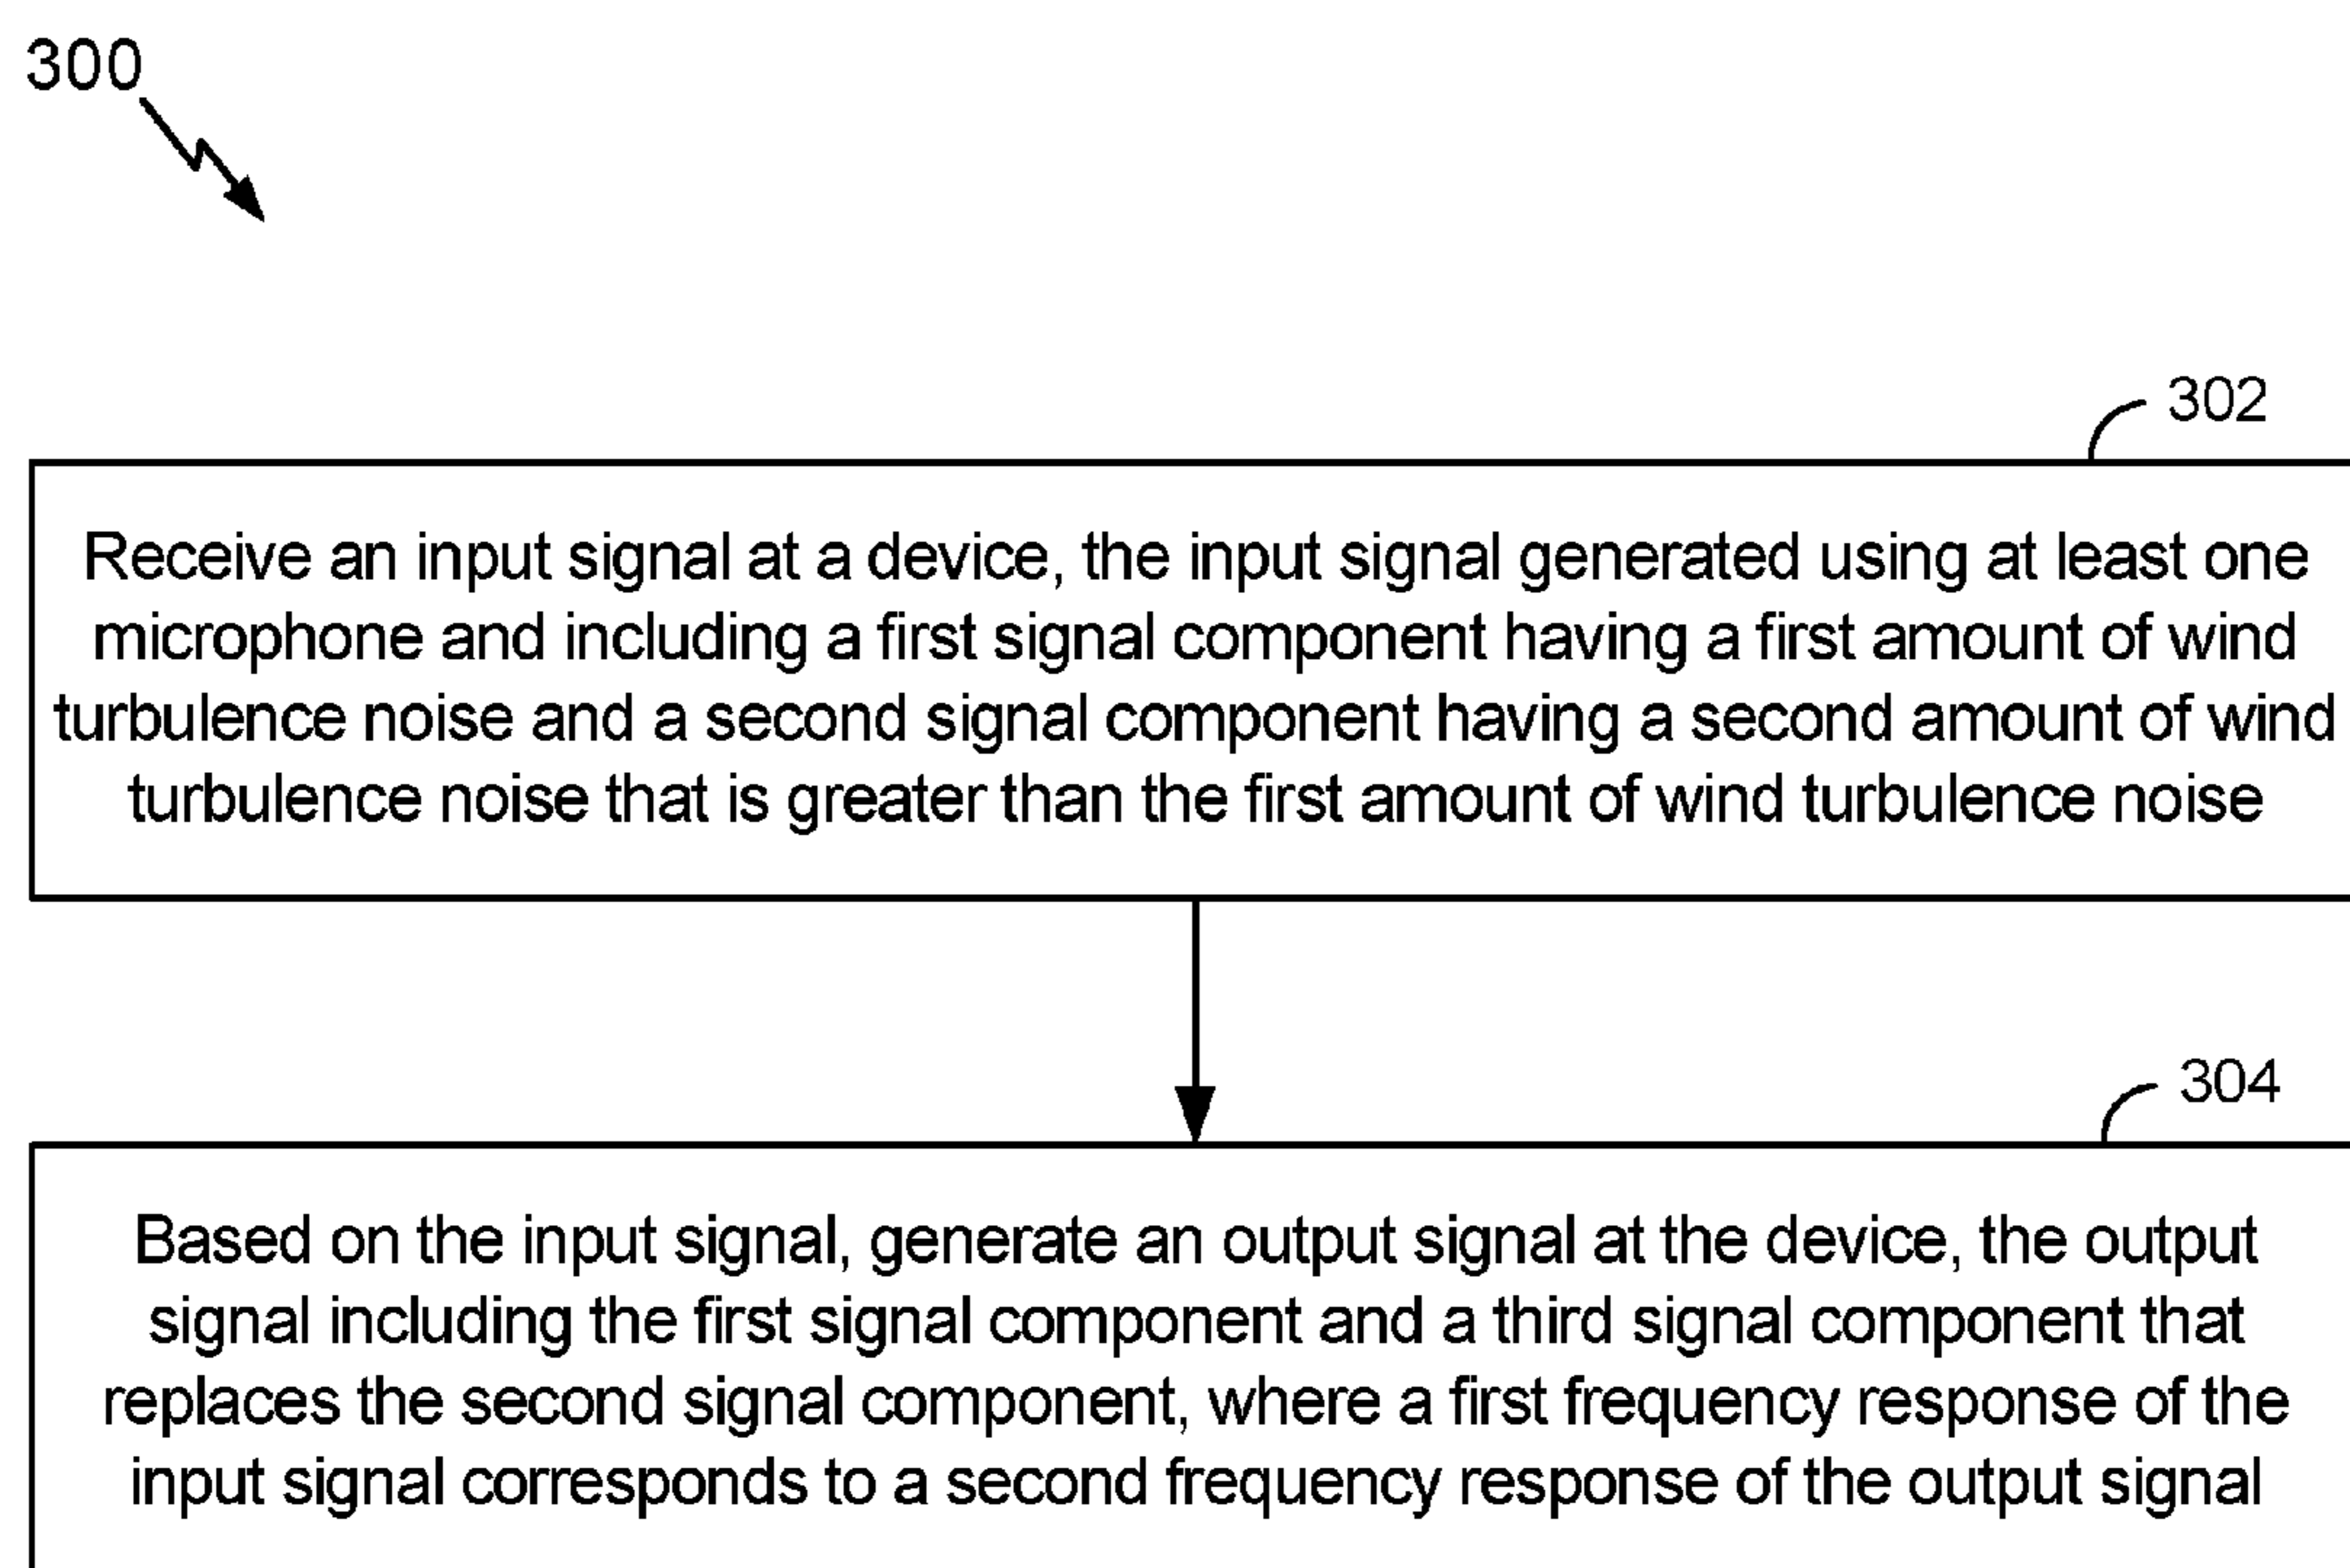 300
302
Receive an input signal at a device, the input signal generated using at least one
microphone and including a first signal component having a first amount of wind
turbulence noise and a second signal component having a second amount of wind
turbulence noise that is greater than the first amount of wind turbulence noise
304
Based on the input signal, generate an output signal at the device, the output
signal including the first signal component and a third signal component that
replaces the second signal component, where a first frequency response of the
input signal corresponds to a second frequency response of the output signal